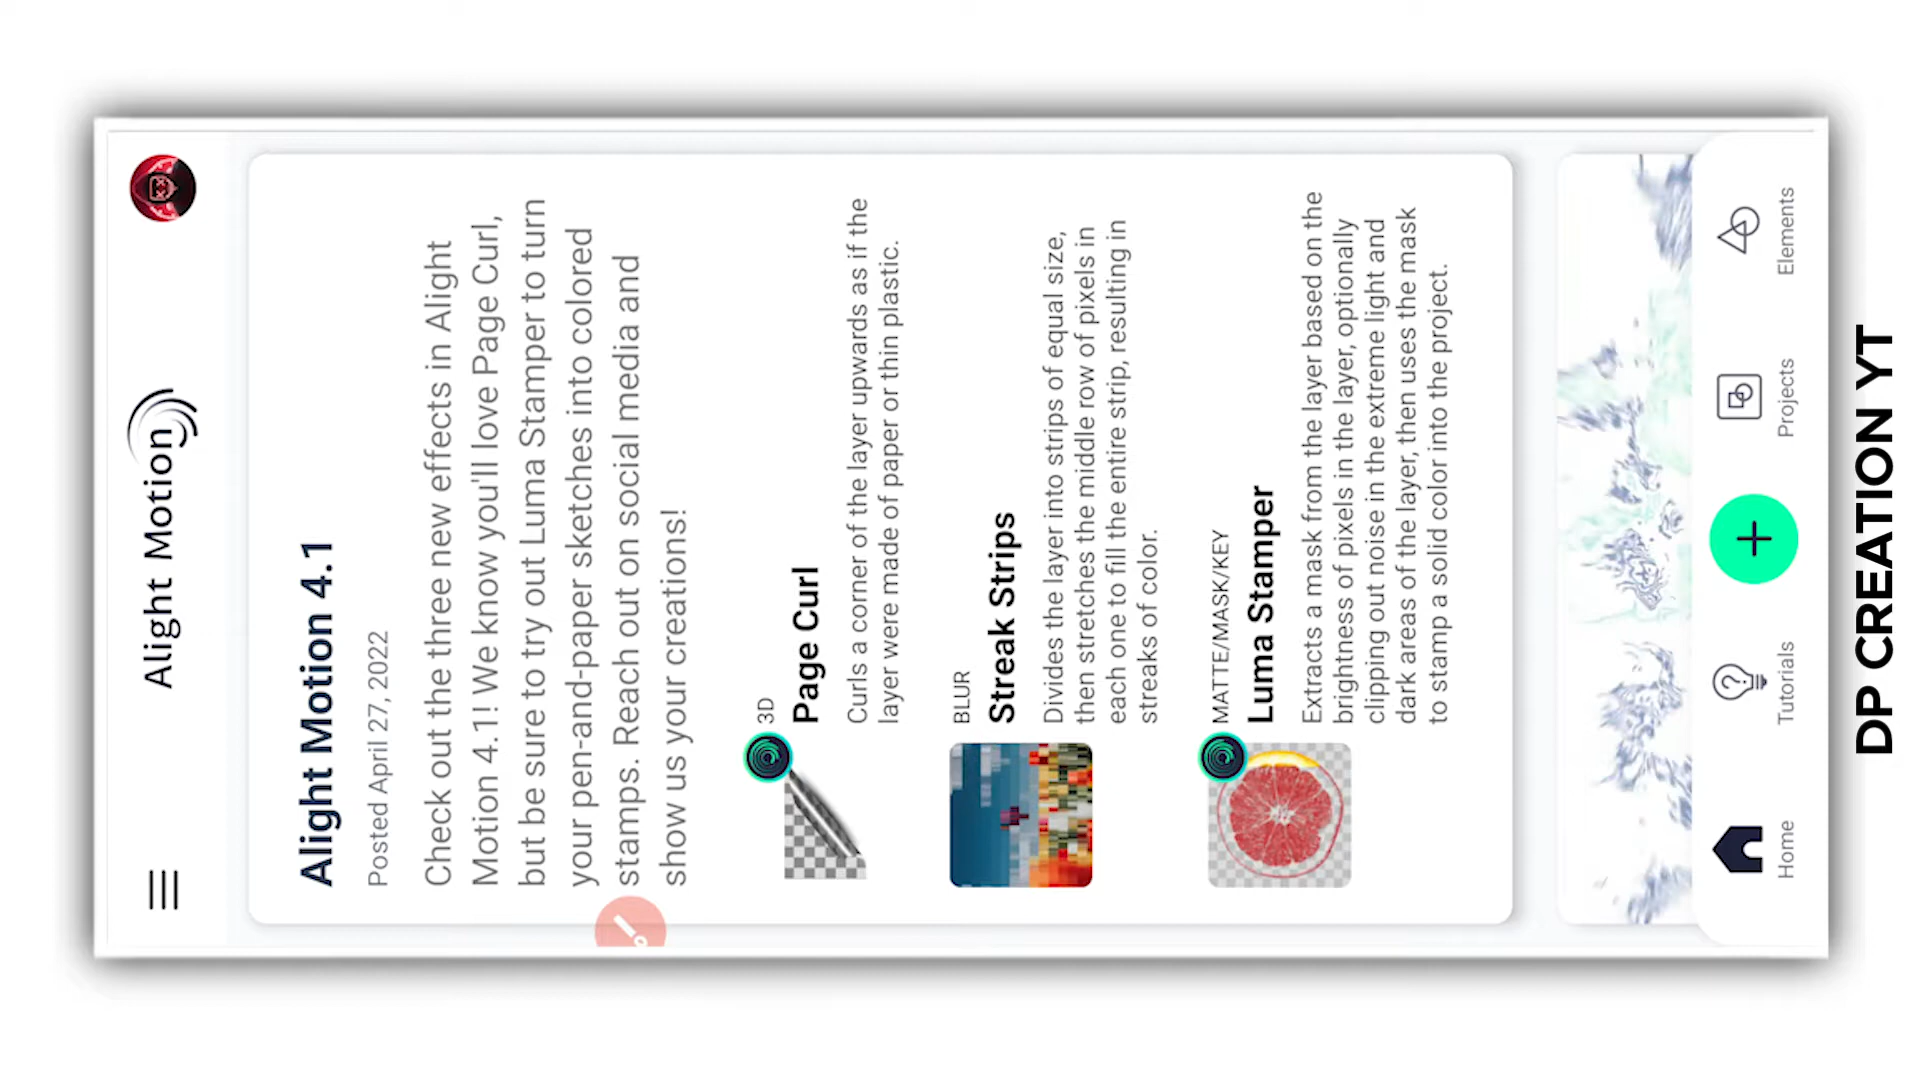 Alight Motion
Alight Motion 4.1
Posted April 27, 2022
Check out the three new effects in Alight
Motion 4.1! We know you'll love Page Curl,
but be sure to try out Luma Stamper to turn
your pen-and-paper sketches into colored
stamps. Reach out on social media and
show us your creations!
3D
Page Curl
Curls a corner of the layer upwards as if the
layer were made of paper or thin plastic.
BLUR
Streak Strips
Divides the layer into strips of equal size,
then stretches the middle row of pixels in
each one to fill the entire strip, resulting in
streaks of color.
MATTE/MASK/KEY
Luma Stamper
Extracts a mask from the layer based on the
brightness of pixels in the layer, optionally
clipping out noise in the extreme light and
dark areas of the layer, then uses the mask
to stamp a solid color into the project.
Home
Tutorials
Projects
Elements
DP CREATION YT